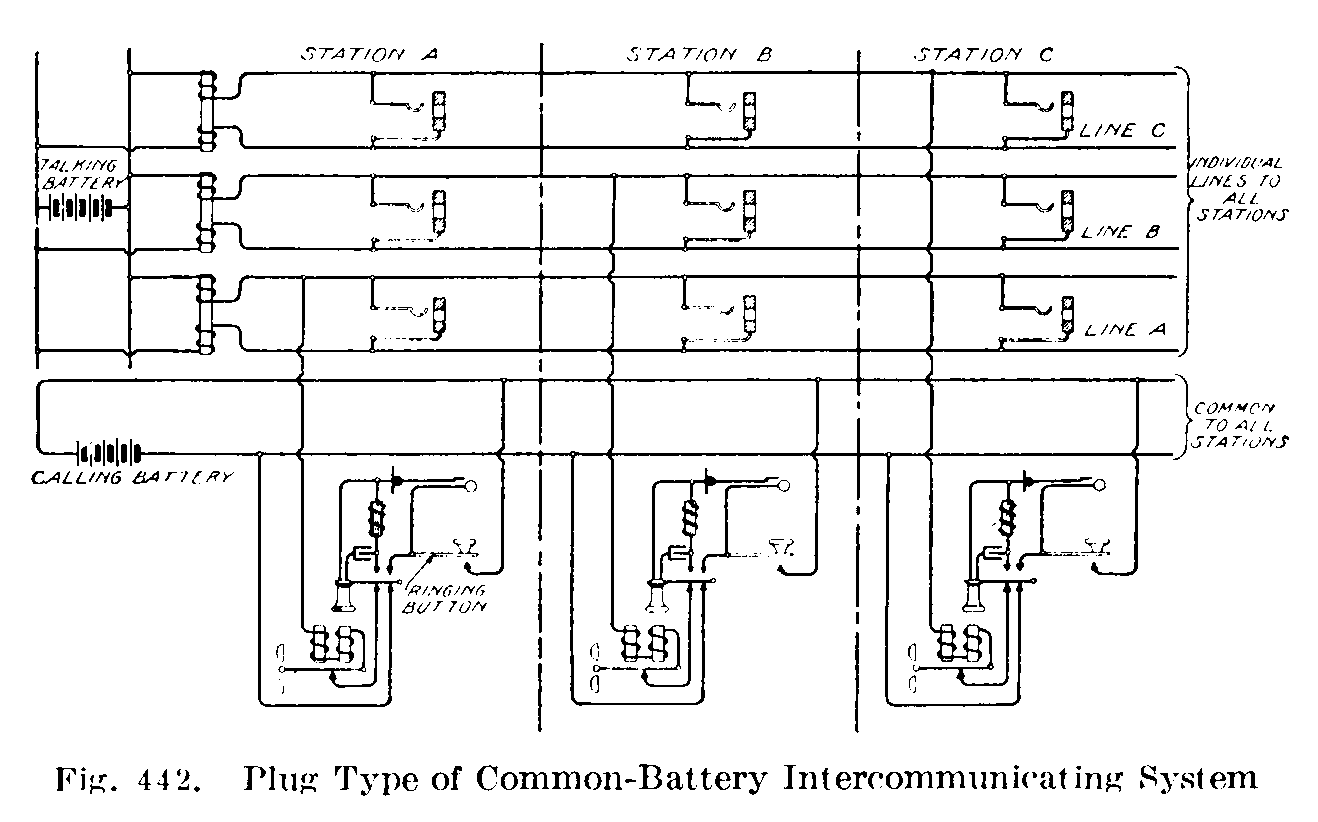 STATION A
STATION B
STATION C
LINE C
TALKING
BATTERY
INDIVIDUAL
LINES TO
ALL
STATIONS
LINE B
LINE A
COMMON
TO ALL
STATIONS
CALLING BATTERY
RINGING
BUTTON
Fig. 442. Plug Type of Common-Battery Intercommunicating System